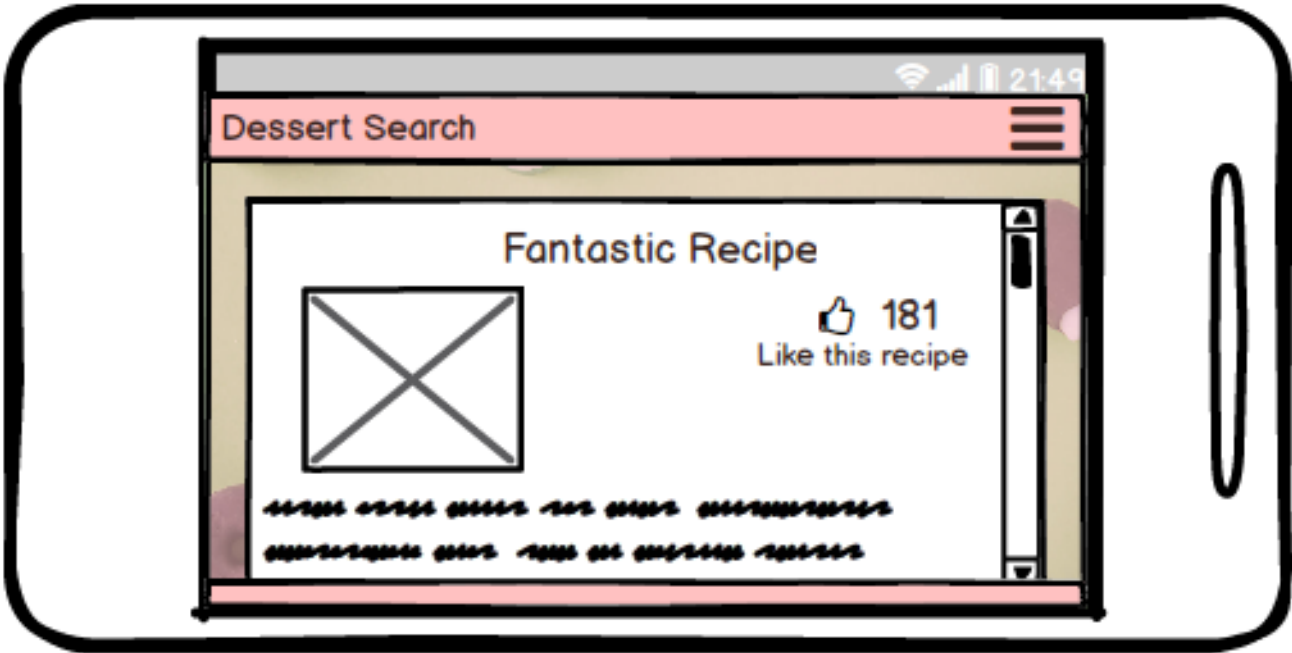 21:49
Dessert Search
Fantastic Recipe
181
Like this recipe